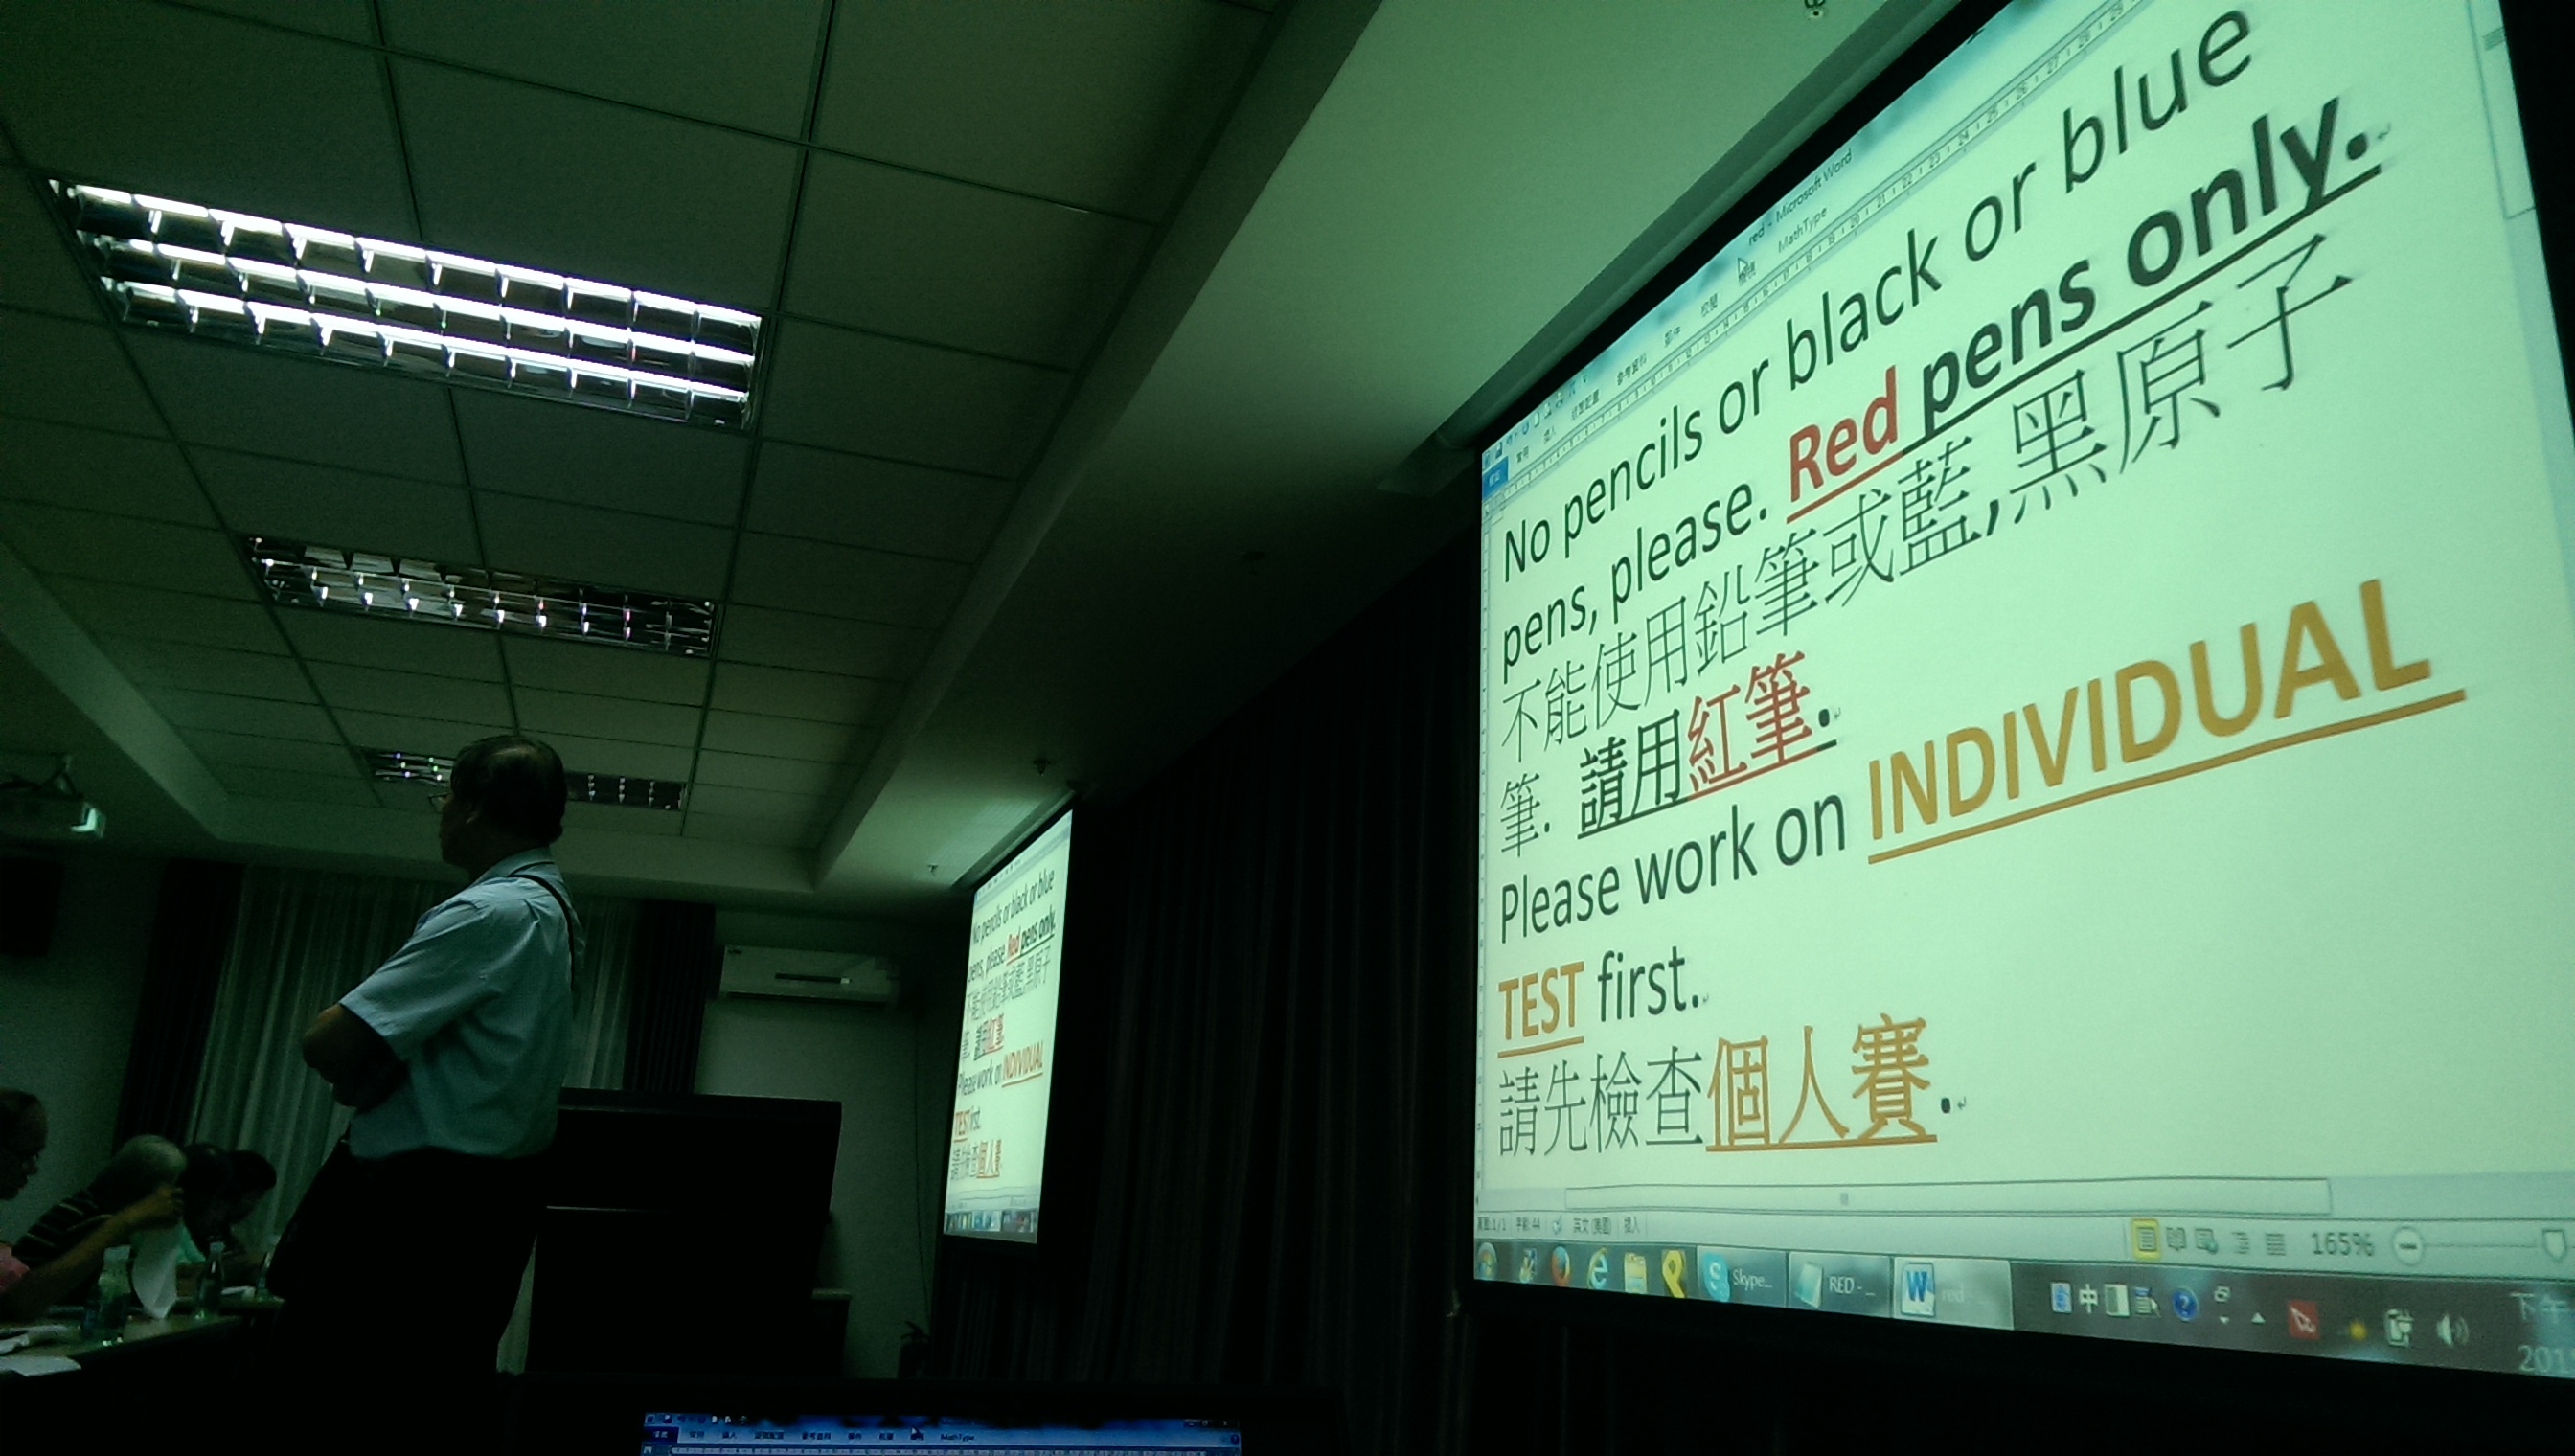 red - Microsoft Word
MathType
No pencils or black or blue
pens, please. Red pens only.
不能使用鉛筆或藍,黑原子
筆. 請用紅筆.
Please work on INDIVIDUAL
TEST first.
請先檢查個人賽.
165%
Skype...
RED - ...
red
中
下午
No pencils or black or blue
pens, please. Red pens only.
不能使用鉛筆或藍,黑原子
筆. 請用紅筆.
Please work on INDIVIDUAL
TEST first.
請先檢查個人賽.
MathType